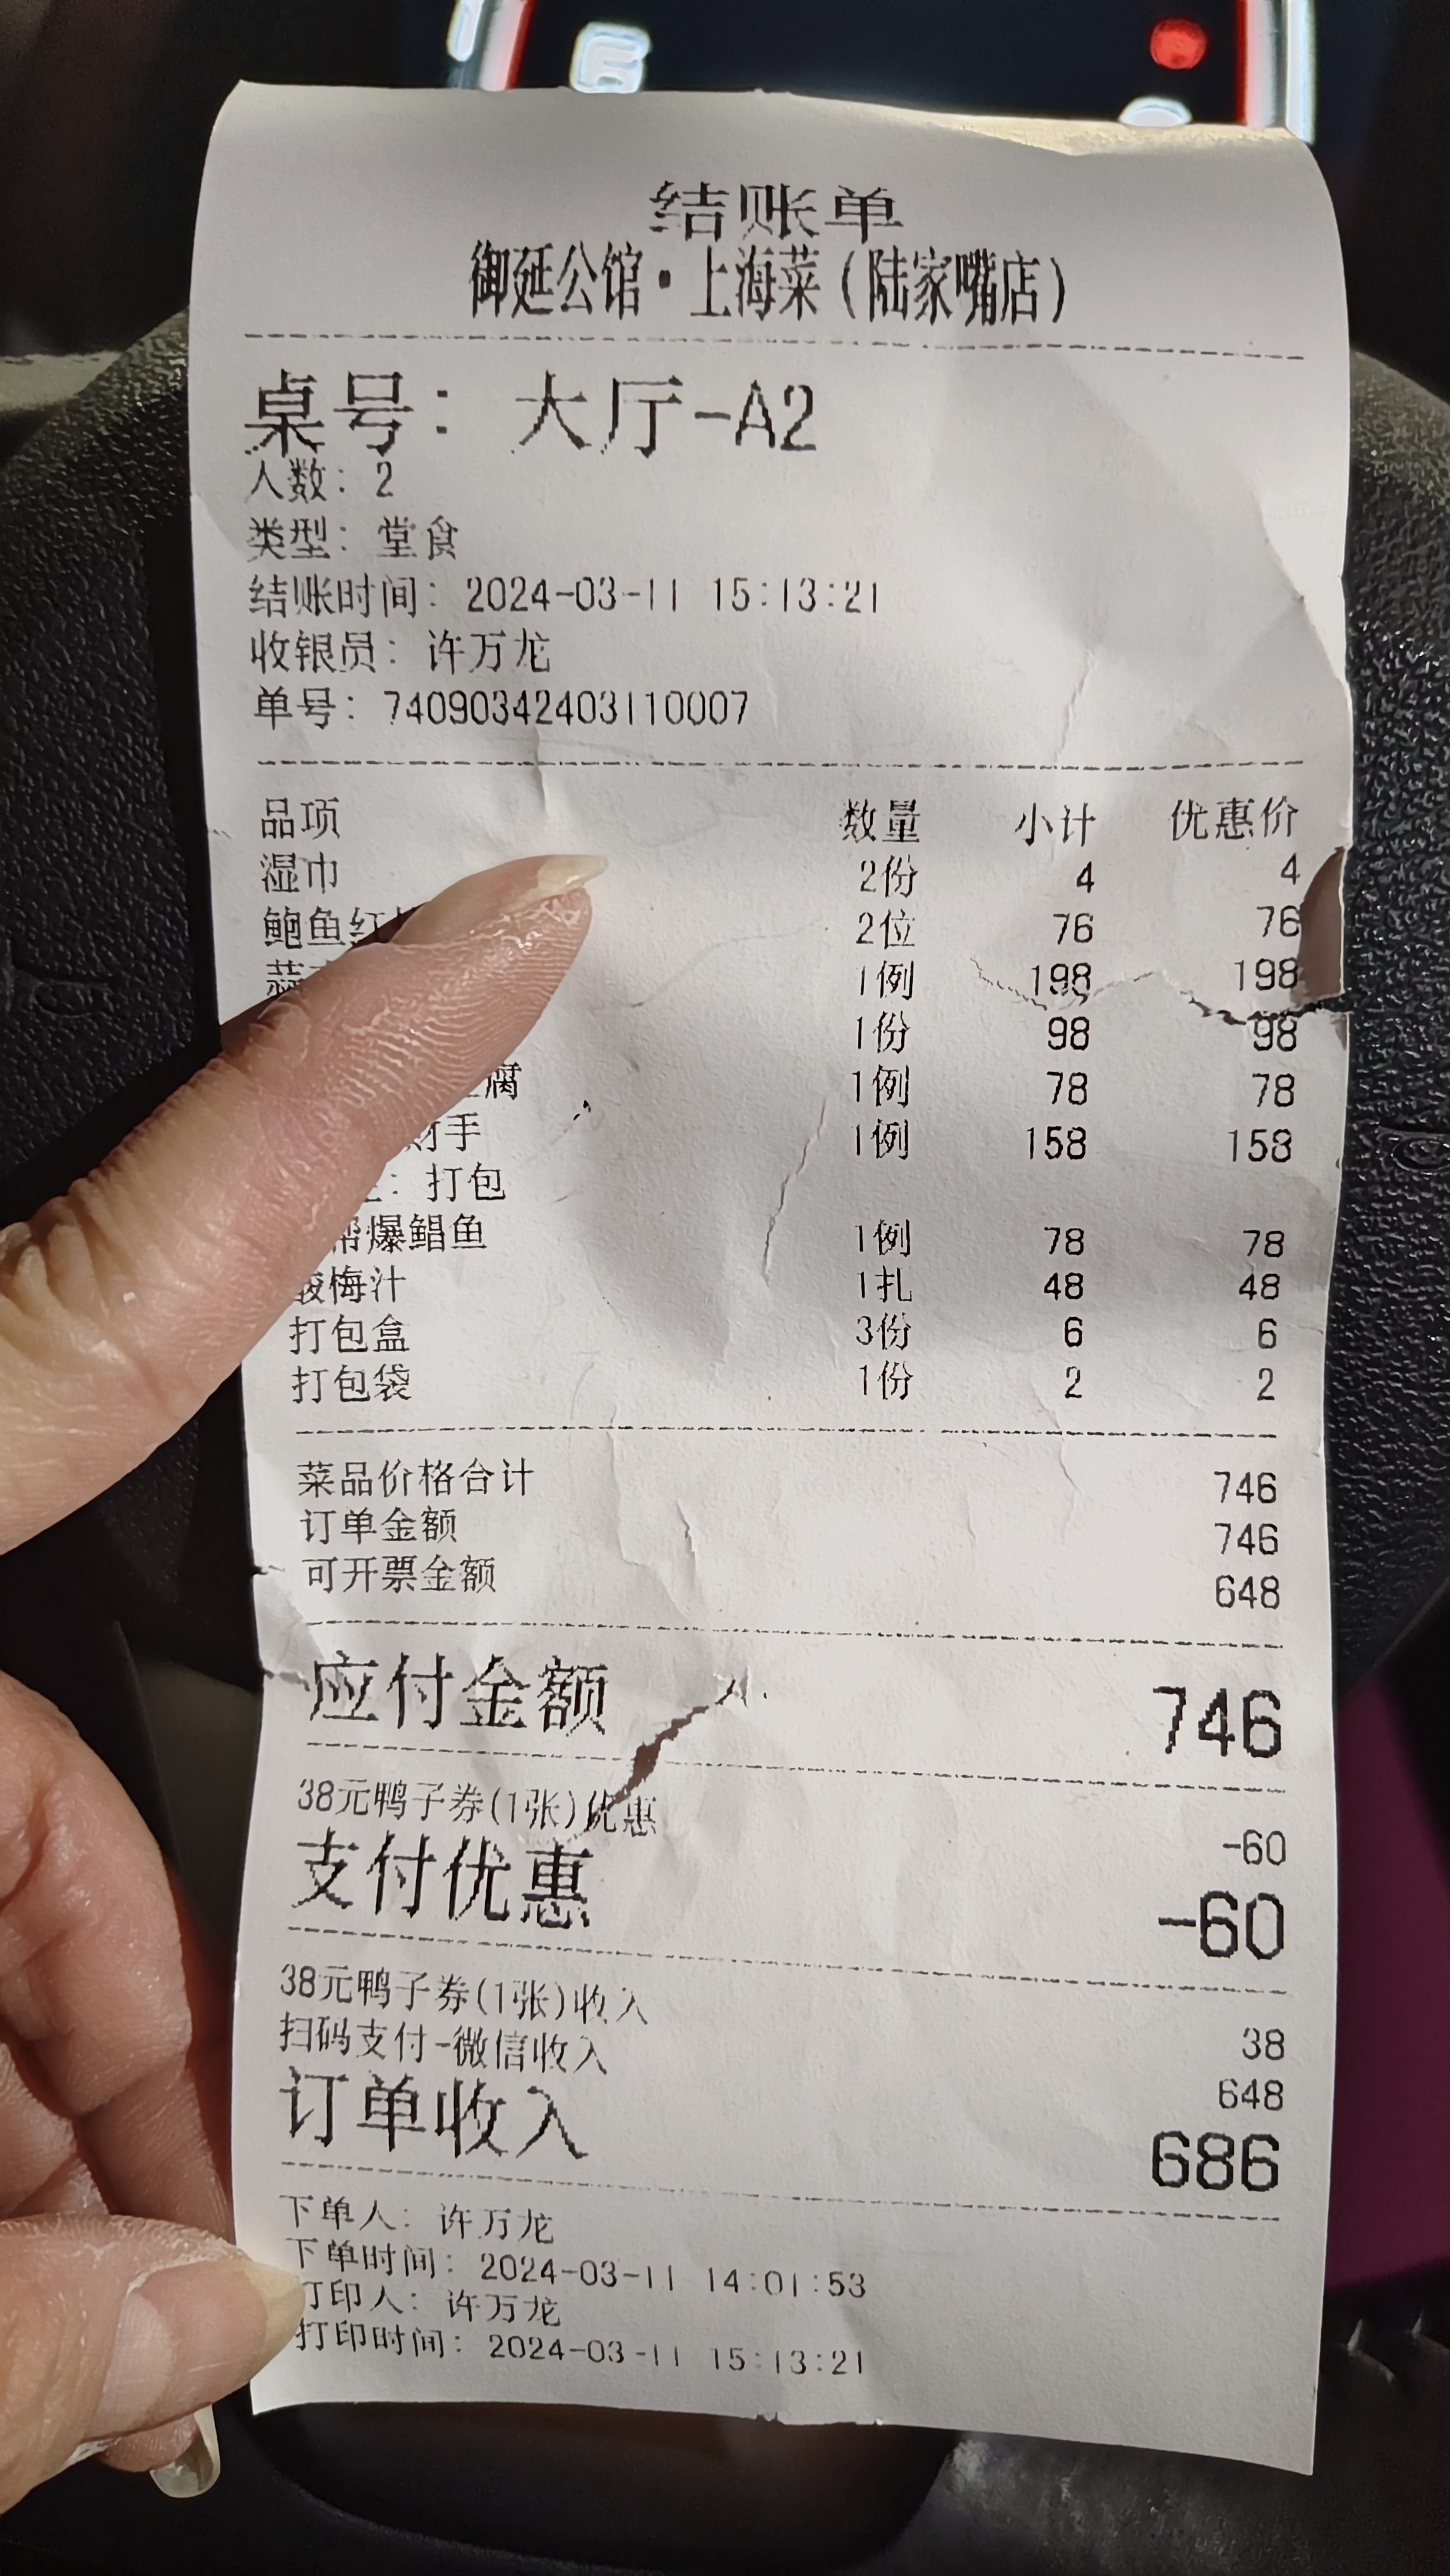 结账单
御延公馆·上海菜(陆家嘴店)
桌号: 大厅-A2
人数: 2
类型: 堂食
结账时间: 2024-03-11 15:13:21
收银员: 许万龙
单号: 74090342403110007
品项 数量 小计 优惠价
湿巾 2份 4 4
鲍鱼红 2位 76 76
1例 198 198
1份 98 98
腐 1例 78 78
财手 1例 158 158
: 打包
帮爆鲳鱼 1例 78 78
酸梅汁 1扎 48 48
打包盒 3份 6 6
打包袋 1份 2 2
菜品价格合计 746
订单金额 746
可开票金额 648
应付金额 746
38元鸭子券(1张)优惠 -60
支付优惠 -60
38元鸭子券(1张)收入 38
扫码支付-微信收入 648
订单收入 686
下单人: 许万龙
下单时间: 2024-03-11 14:01:53
打印人: 许万龙
打印时间: 2024-03-11 15:13:21